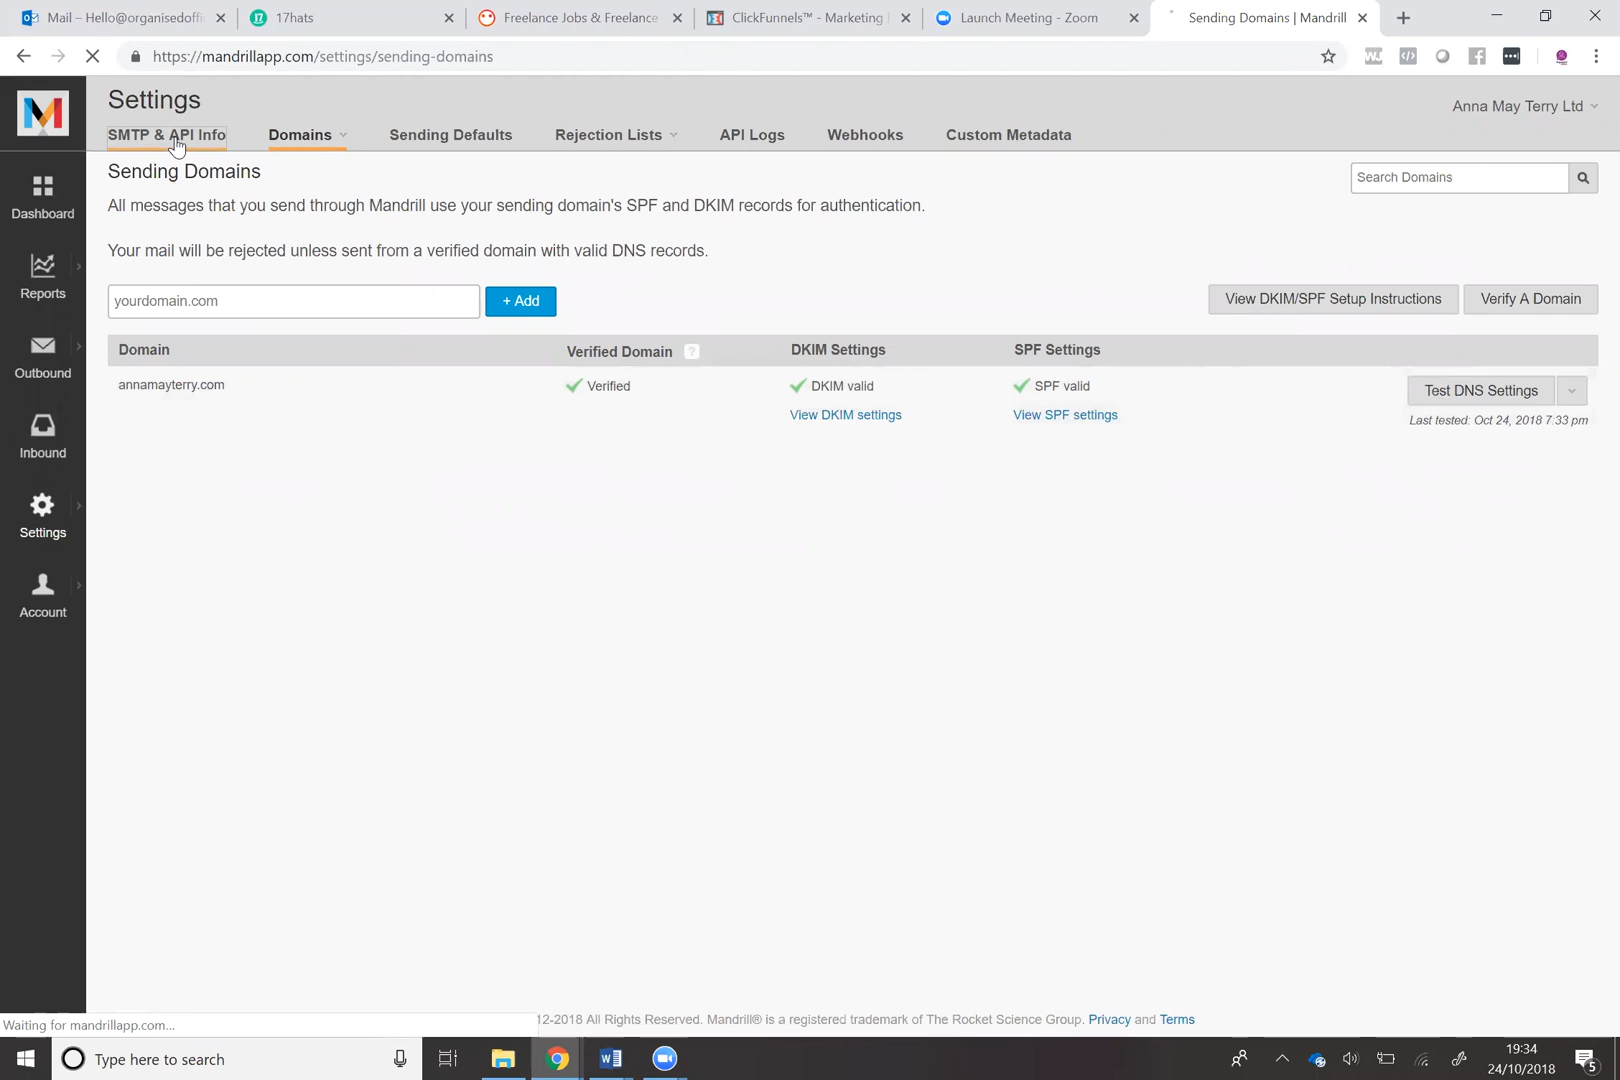 Mail – Hello@organisedoffi
17hats
Freelance Jobs & Freelance
ClickFunnels™ - Marketing
Launch Meeting - Zoom
Sending Domains | Mandrill
https://mandrillapp.com/settings/sending-domains
Settings
Anna May Terry Ltd
SMTP & API Info
Domains
Sending Defaults
Rejection Lists
API Logs
Webhooks
Custom Metadata
Dashboard
Reports
Outbound
Inbound
Settings
Account
Sending Domains
Search Domains
All messages that you send through Mandrill use your sending domain's SPF and DKIM records for authentication.
Your mail will be rejected unless sent from a verified domain with valid DNS records.
yourdomain.com
+ Add
View DKIM/SPF Setup Instructions
Verify A Domain
Domain
Verified Domain ?
DKIM Settings
SPF Settings
annamayterry.com
Verified
DKIM valid
SPF valid
Test DNS Settings
View DKIM settings
View SPF settings
Last tested: Oct 24, 2018 7:33 pm
Waiting for mandrillapp.com...
12-2018 All Rights Reserved. Mandrill® is a registered trademark of The Rocket Science Group. Privacy and Terms
Type here to search
19:34
24/10/2018
5